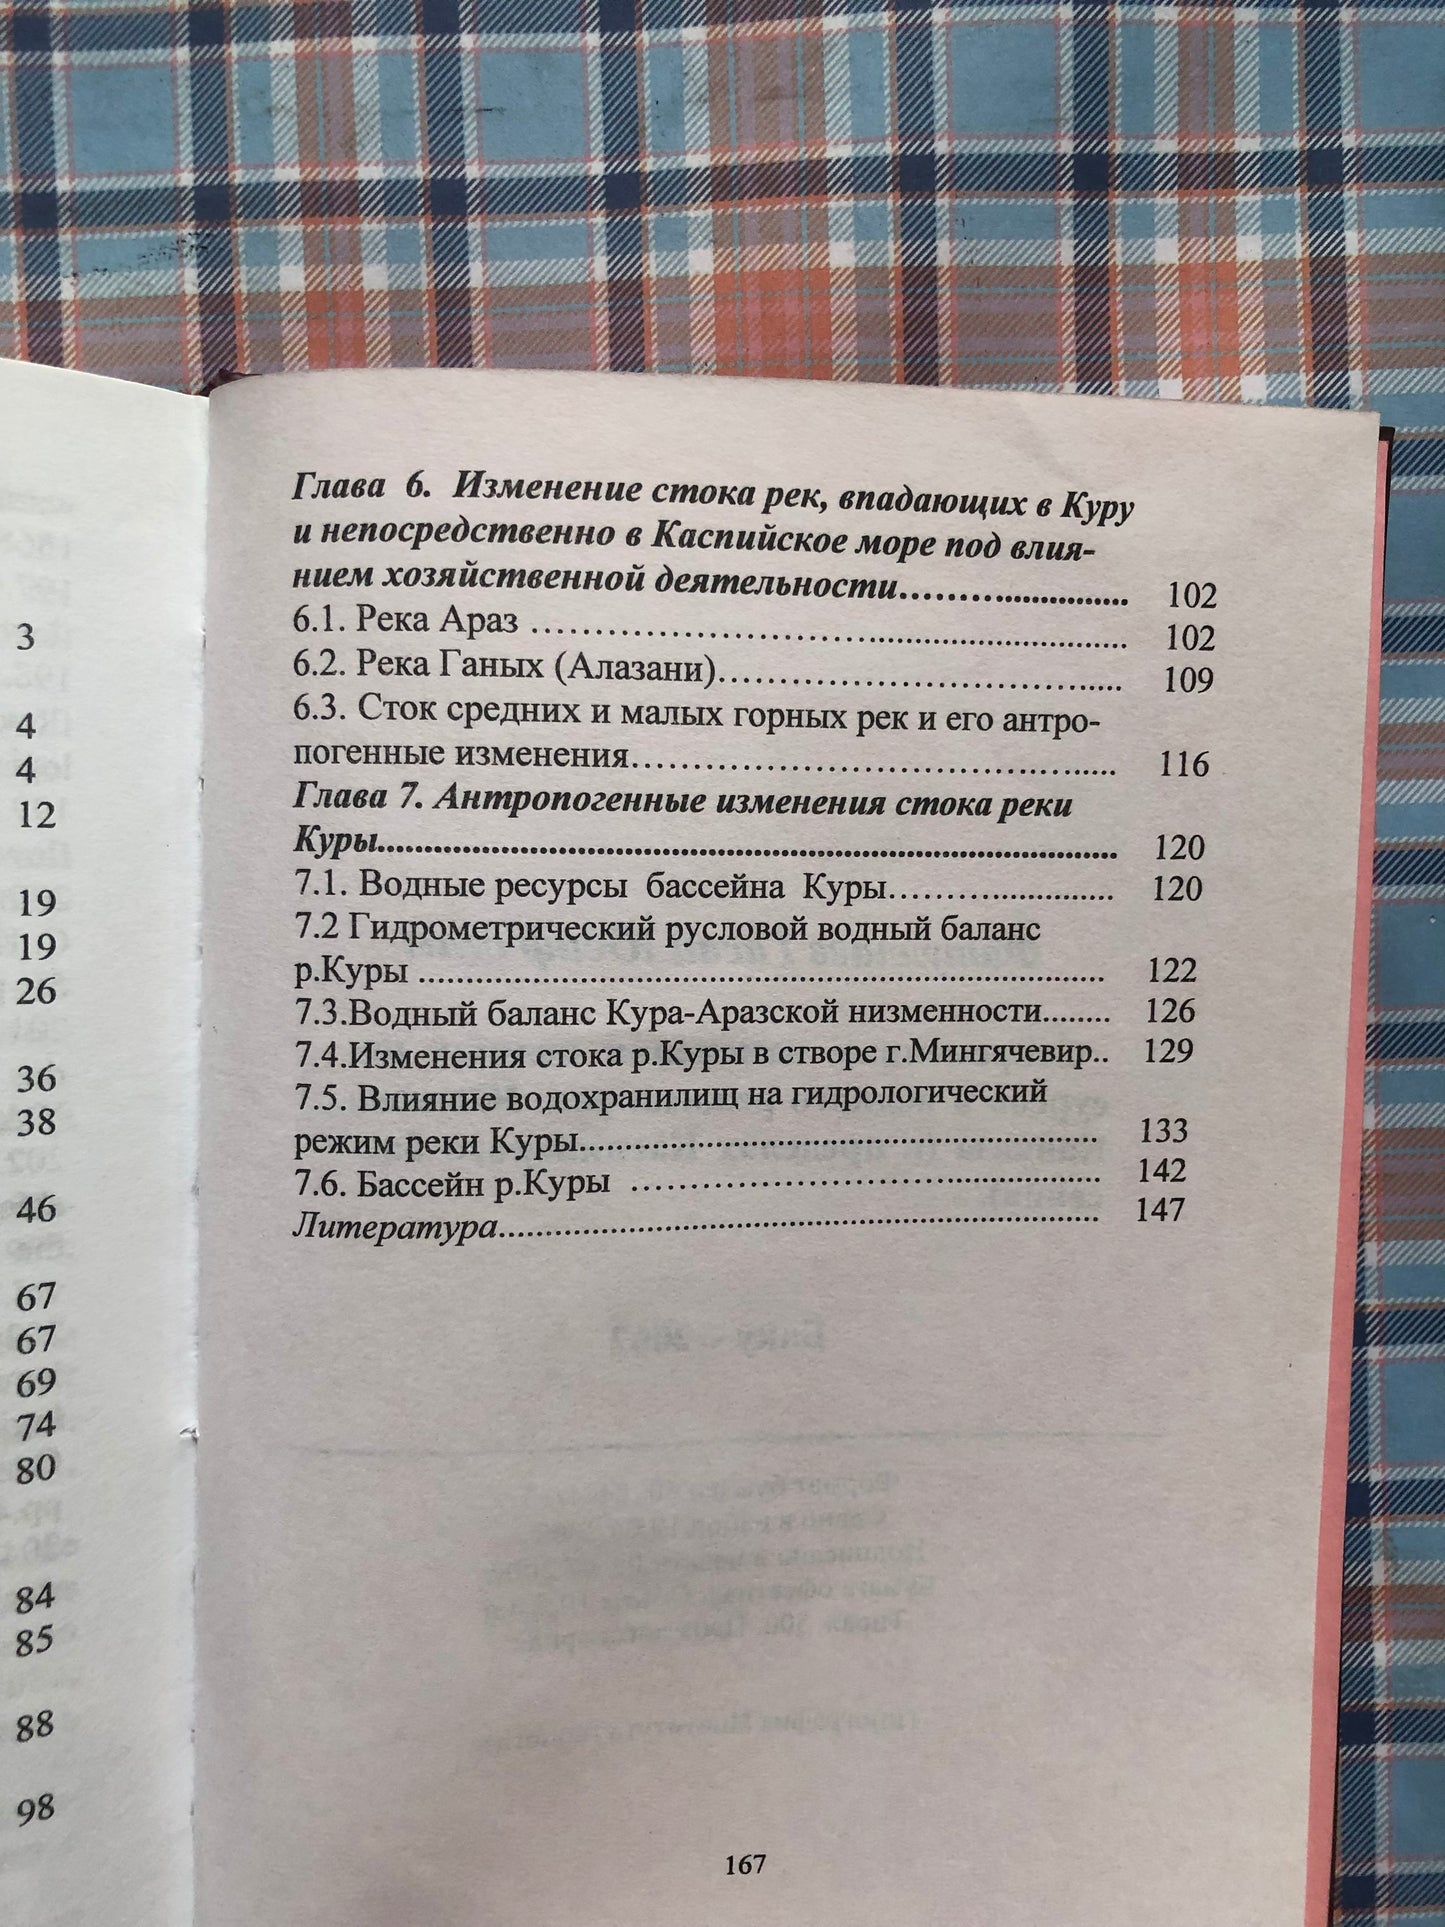 3
4
4
12
19
19
26
36
38
46
67
67
69
74
80
84
85
88
98
Глава 6. Изменение стока рек, впадающих в Куру
и непосредственно в Каспийское море под влия-
нием хозяйственной деятельности........................ 102
6.1. Река Араз ............................................................ 102
6.2. Река Ганых (Алазани)........................................ 109
6.3. Сток средних и малых горных рек и его антро-
погенные изменения................................................ 116
Глава 7. Антропогенные изменения стока реки
Куры............................................................................... 120
7.1. Водные ресурсы бассейна Куры........................ 120
7.2 Гидрометрический русловой водный баланс
р.Куры ......................................................................... 122
7.3.Водный баланс Кура-Аразской низменности........ 126
7.4.Изменения стока р.Куры в створе г.Мингячевир.. 129
7.5. Влияние водохранилищ на гидрологический
режим реки Куры....................................................... 133
7.6. Бассейн р.Куры .................................................. 142
Литература................................................................ 147
167